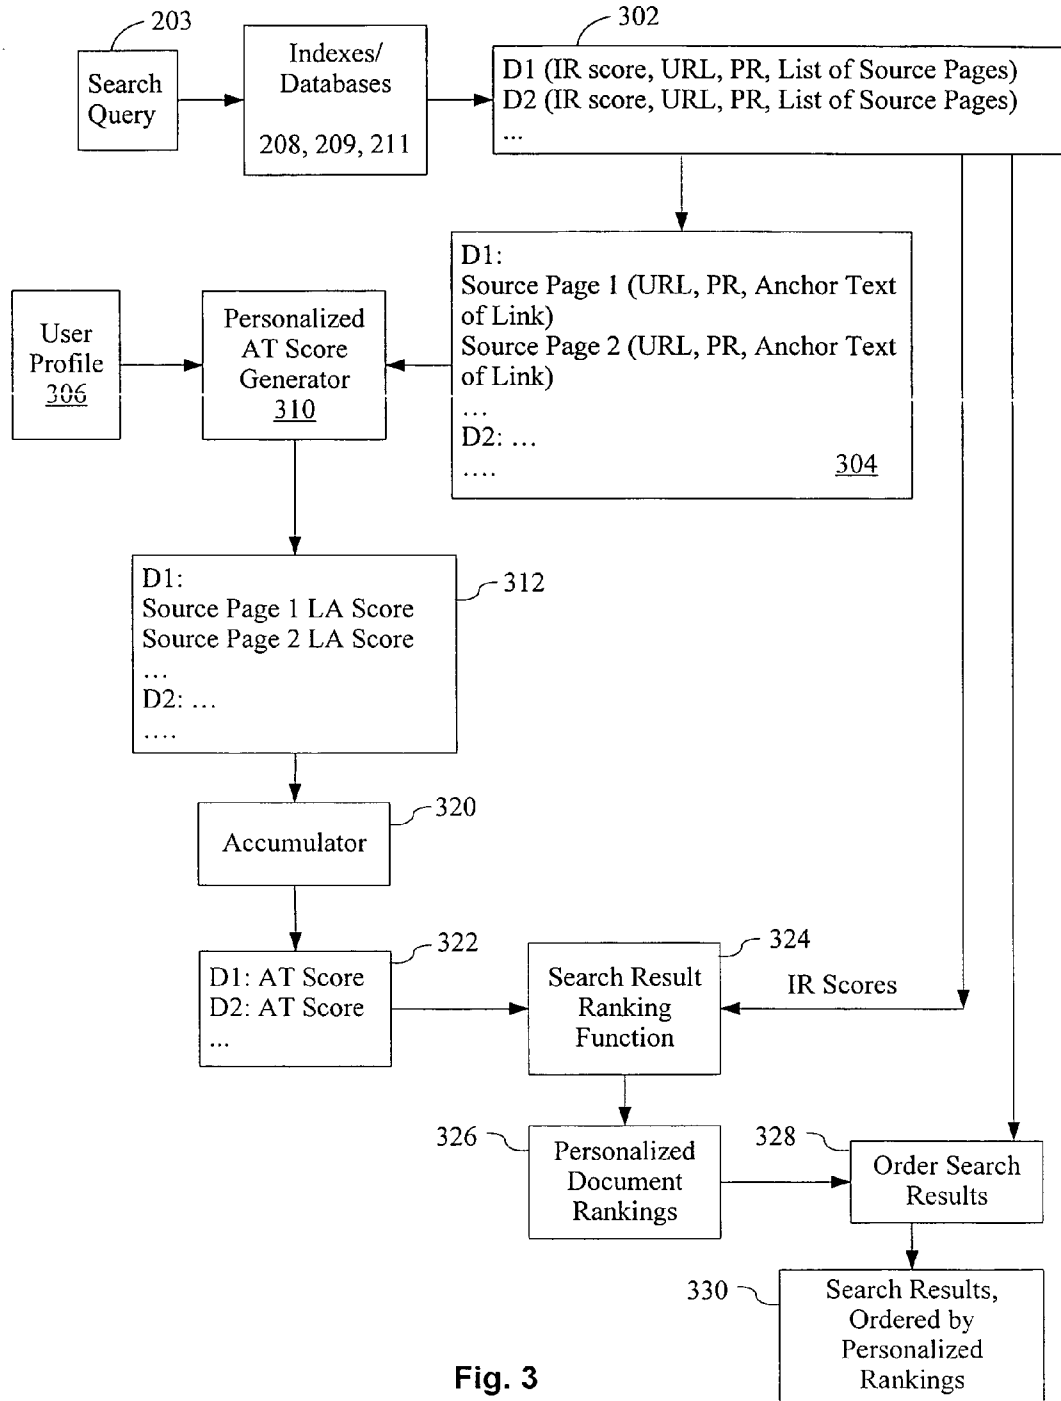 203
Search
Query
Indexes/
Databases
208, 209, 211
302
D1 (IR score, URL, PR, List of Source Pages)
D2 (IR score, URL, PR, List of Source Pages)
...
D1:
Source Page 1 (URL, PR, Anchor Text
of Link)
Source Page 2 (URL, PR, Anchor Text
of Link)
...
D2: ...
....
304
User
Profile
306
Personalized
AT Score
Generator
310
312
D1:
Source Page 1 LA Score
Source Page 2 LA Score
...
D2: ...
....
320
Accumulator
322
D1: AT Score
D2: AT Score
...
324
Search Result
Ranking
Function
IR Scores
326
Personalized
Document
Rankings
328
Order Search
Results
330
Search Results,
Ordered by
Personalized
Rankings
Fig. 3